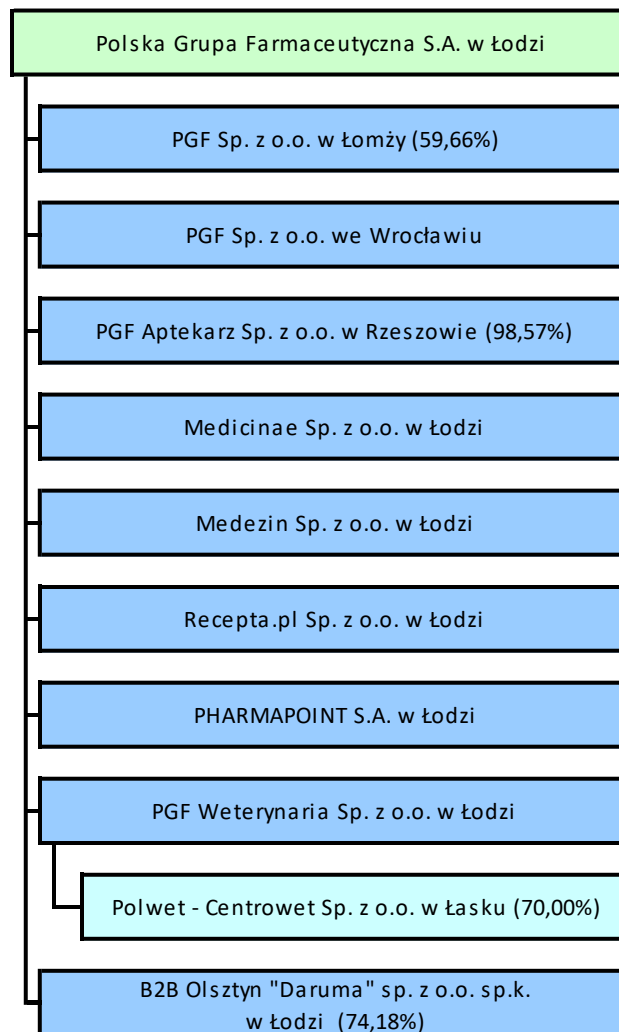 Polska Grupa Farmaceutyczna S.A. w Łodzi
PGF Sp. z o.o. w Łomży (59,66%)
PGF Sp. z o.o. we Wrocławiu
PGF Aptekarz Sp. z o.o. w Rzeszowie (98,57%)
Medicinae Sp. z o.o. w Łodzi
Medezin Sp. z o.o. w Łodzi
Recepta.pl Sp. z o.o. w Łodzi
PHARMAPOINT S.A. w Łodzi
PGF Weterynaria Sp. z o.o. w Łodzi
Polwet - Centrowet Sp. z o.o. w Łasku (70,00%)
B2B Olsztyn "Daruma" sp. z o.o. sp.k.
w Łodzi (74,18%)